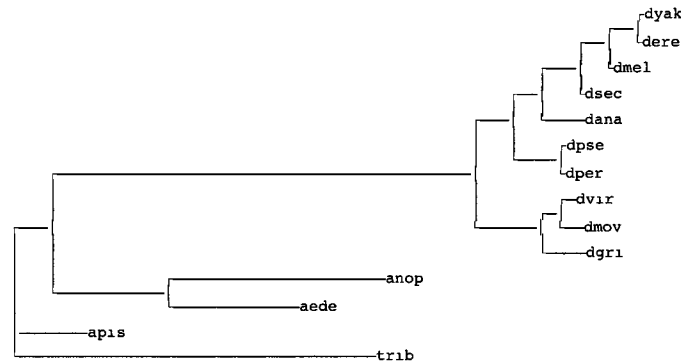 dyak
dere
dmel
dsec
dana
dpse
dper
dvir
dmov
dgri
anop
aede
apis
trib